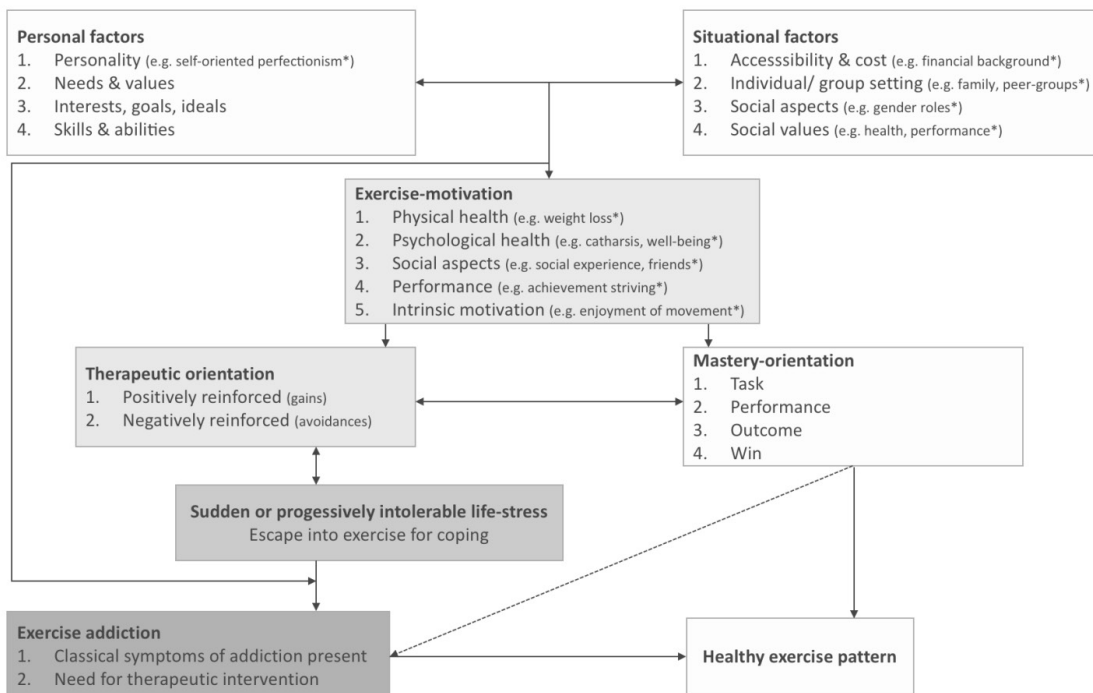 Personal factors
1. Personality (e.g. self-oriented perfectionism*)
2. Needs & values
3. Interests, goals, ideals
4. Skills & abilities
Situational factors
1. Accesssibility & cost (e.g. financial background*)
2. Individual/ group setting (e.g. family, peer-groups*)
3. Social aspects (e.g. gender roles*)
4. Social values (e.g. health, performance*)
Exercise-motivation
1. Physical health (e.g. weight loss*)
2. Psychological health (e.g. catharsis, well-being*)
3. Social aspects (e.g. social experience, friends*)
4. Performance (e.g. achievement striving*)
5. Intrinsic motivation (e.g. enjoyment of movement*)
Therapeutic orientation
1. Positively reinforced (gains)
2. Negatively reinforced (avoidances)
Mastery-orientation
1. Task
2. Performance
3. Outcome
4. Win
Sudden or progessively intolerable life-stress
Escape into exercise for coping
Exercise addiction
1. Classical symptoms of addiction present
2. Need for therapeutic intervention
Healthy exercise pattern